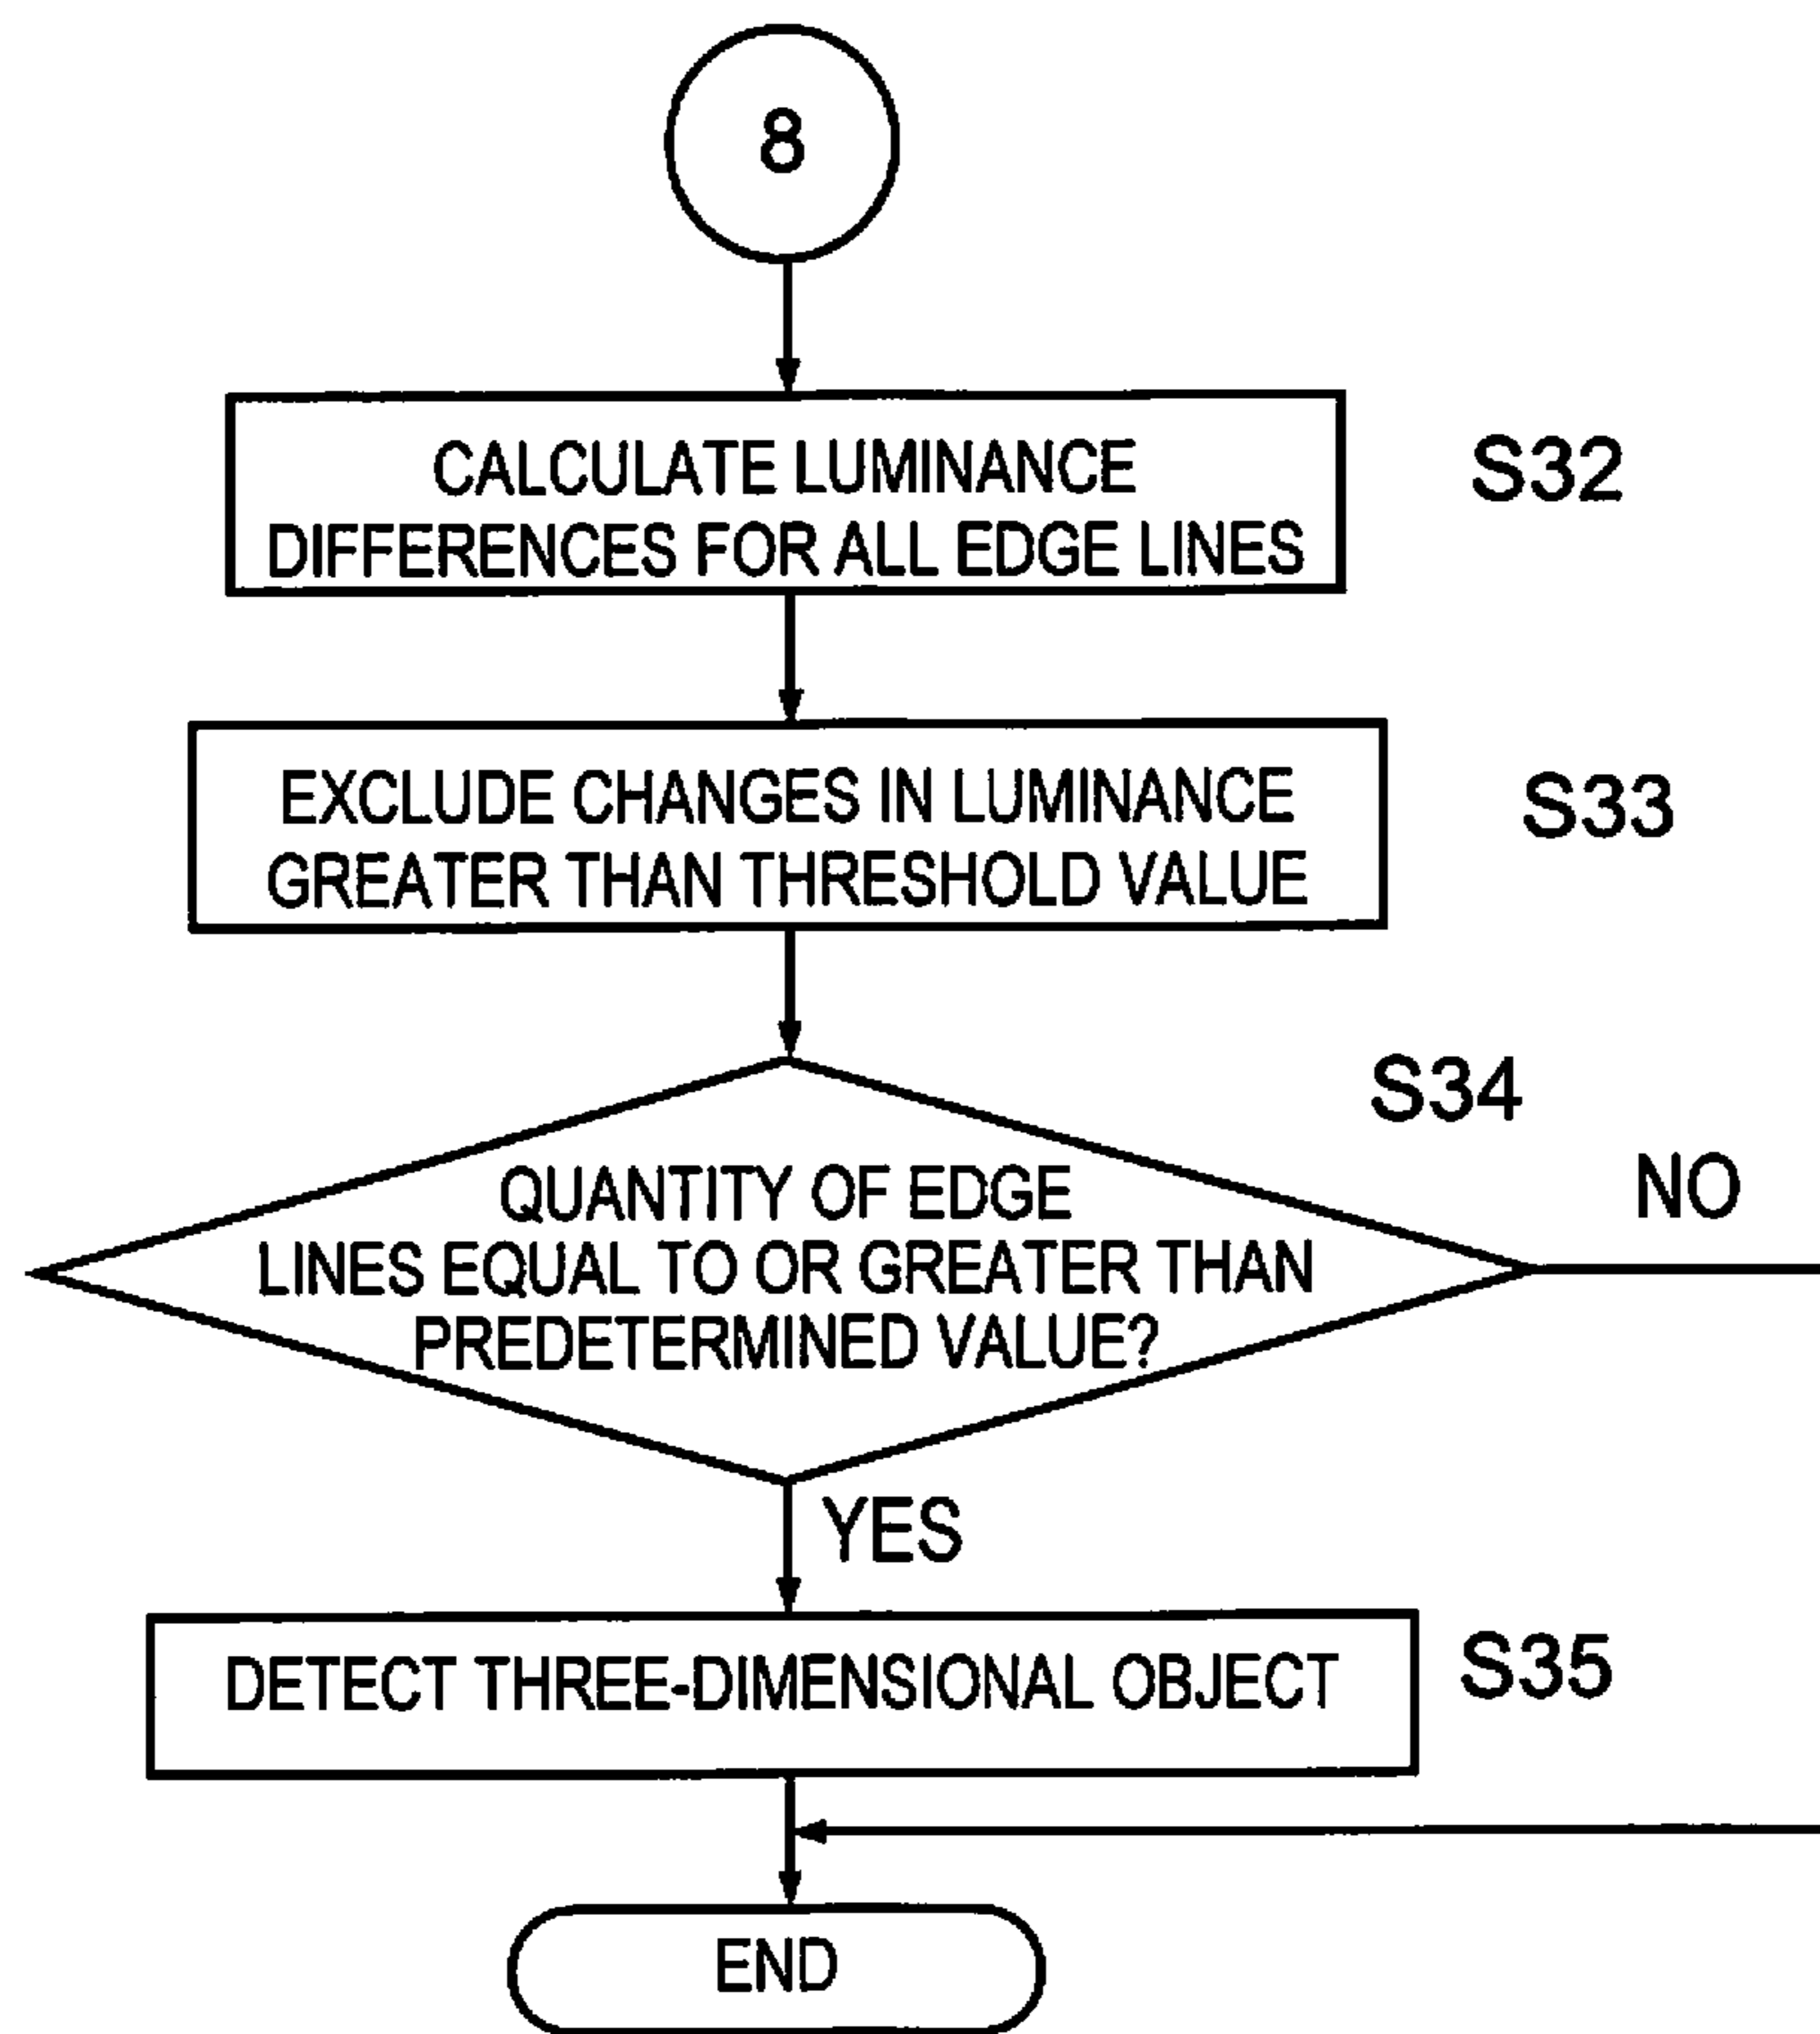 8
CALCULATE LUMINANCE
DIFFERENCES FOR ALL EDGE LINES
S32
EXCLUDE CHANGES IN LUMINANCE
GREATER THAN THRESHOLD VALUE
S33
S34
QUANTITY OF EDGE
LINES EQUAL TO OR GREATER THAN
PREDETERMINED VALUE?
NO
YES
DETECT THREE-DIMENSIONAL OBJECT
S35
END